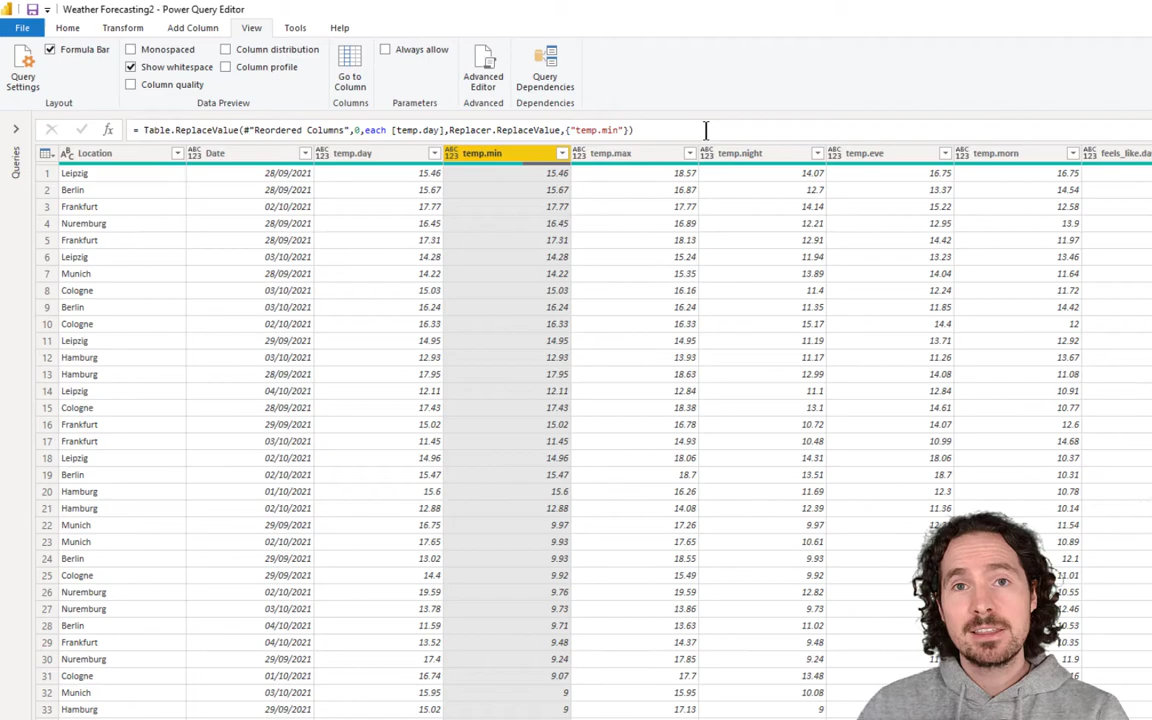 Weather Forecasting2 - Power Query Editor
File Home Transform Add Column View Tools Help
Formula Bar Monospaced Column distribution Always allow
Show whitespace Column profile
Column quality
Query Settings Go to Column Advanced Editor Query Dependencies
Layout Data Preview Columns Parameters Advanced Dependencies
= Table.ReplaceValue(#"Reordered Columns",0,each [temp.day],Replacer.ReplaceValue,{"temp.min"})
Location Date temp.day temp.min temp.max temp.night temp.eve temp.morn feels_like.da
Queries
1 Leipzig 28/09/2021 15.46 15.46 18.57 14.07 16.75 16.75
2 Berlin 28/09/2021 15.67 15.67 16.87 12.7 13.37 14.54
3 Frankfurt 02/10/2021 17.77 17.77 17.77 14.14 15.22 12.58
4 Nuremburg 28/09/2021 16.45 16.45 16.89 12.21 12.95 13.9
5 Frankfurt 28/09/2021 17.31 17.31 18.13 12.91 14.42 11.97
6 Leipzig 03/10/2021 14.28 14.28 15.24 11.94 13.23 13.46
7 Munich 28/09/2021 14.22 14.22 15.35 13.89 14.04 11.64
8 Cologne 03/10/2021 15.03 15.03 16.16 11.4 12.24 11.72
9 Berlin 03/10/2021 16.24 16.24 16.24 11.35 11.85 14.42
10 Cologne 02/10/2021 16.33 16.33 16.33 15.17 14.4 12
11 Leipzig 29/09/2021 14.95 14.95 14.95 11.19 13.71 12.92
12 Hamburg 03/10/2021 12.93 12.93 13.93 11.17 11.26 13.67
13 Hamburg 28/09/2021 17.95 17.95 18.63 12.99 14.08 11.08
14 Leipzig 04/10/2021 12.11 12.11 12.84 11.1 12.84 10.91
15 Cologne 28/09/2021 17.43 17.43 18.38 13.1 14.61 10.77
16 Frankfurt 29/09/2021 15.02 15.02 16.78 10.72 14.07 12.6
17 Frankfurt 03/10/2021 11.45 11.45 14.93 10.48 10.99 14.68
18 Leipzig 02/10/2021 14.96 14.96 18.06 14.31 18.06 10.37
19 Berlin 02/10/2021 15.47 15.47 18.7 13.51 17.2 10.31
20 Hamburg 01/10/2021 15.6 15.6 16.26 11.69 12.3 10.78
21 Hamburg 02/10/2021 12.88 12.88 14.08 12.39 11.36 10.14
22 Munich 29/09/2021 16.75 9.97 17.26 9.97 11.54
23 Munich 02/10/2021 17.65 9.93 17.65 10.61 10.89
24 Berlin 29/09/2021 13.02 9.93 18.55 9.93 12.1
25 Cologne 29/09/2021 14.4 9.92 15.49 9.92 11.01
26 Nuremburg 02/10/2021 19.59 9.76 19.59 12.82 10.55
27 Nuremburg 03/10/2021 13.78 9.73 13.86 9.73 12.46
28 Berlin 04/10/2021 11.59 9.71 13.63 11.02 10.53
29 Frankfurt 04/10/2021 13.52 9.48 14.37 9.48 10.35
30 Nuremburg 29/09/2021 17.4 9.24 17.85 9.24 11.9
31 Cologne 01/10/2021 16.74 9.07 17.7 13.48
32 Munich 03/10/2021 15.95 9 15.95 10.08
33 Hamburg 29/09/2021 15.02 9 17.13 9